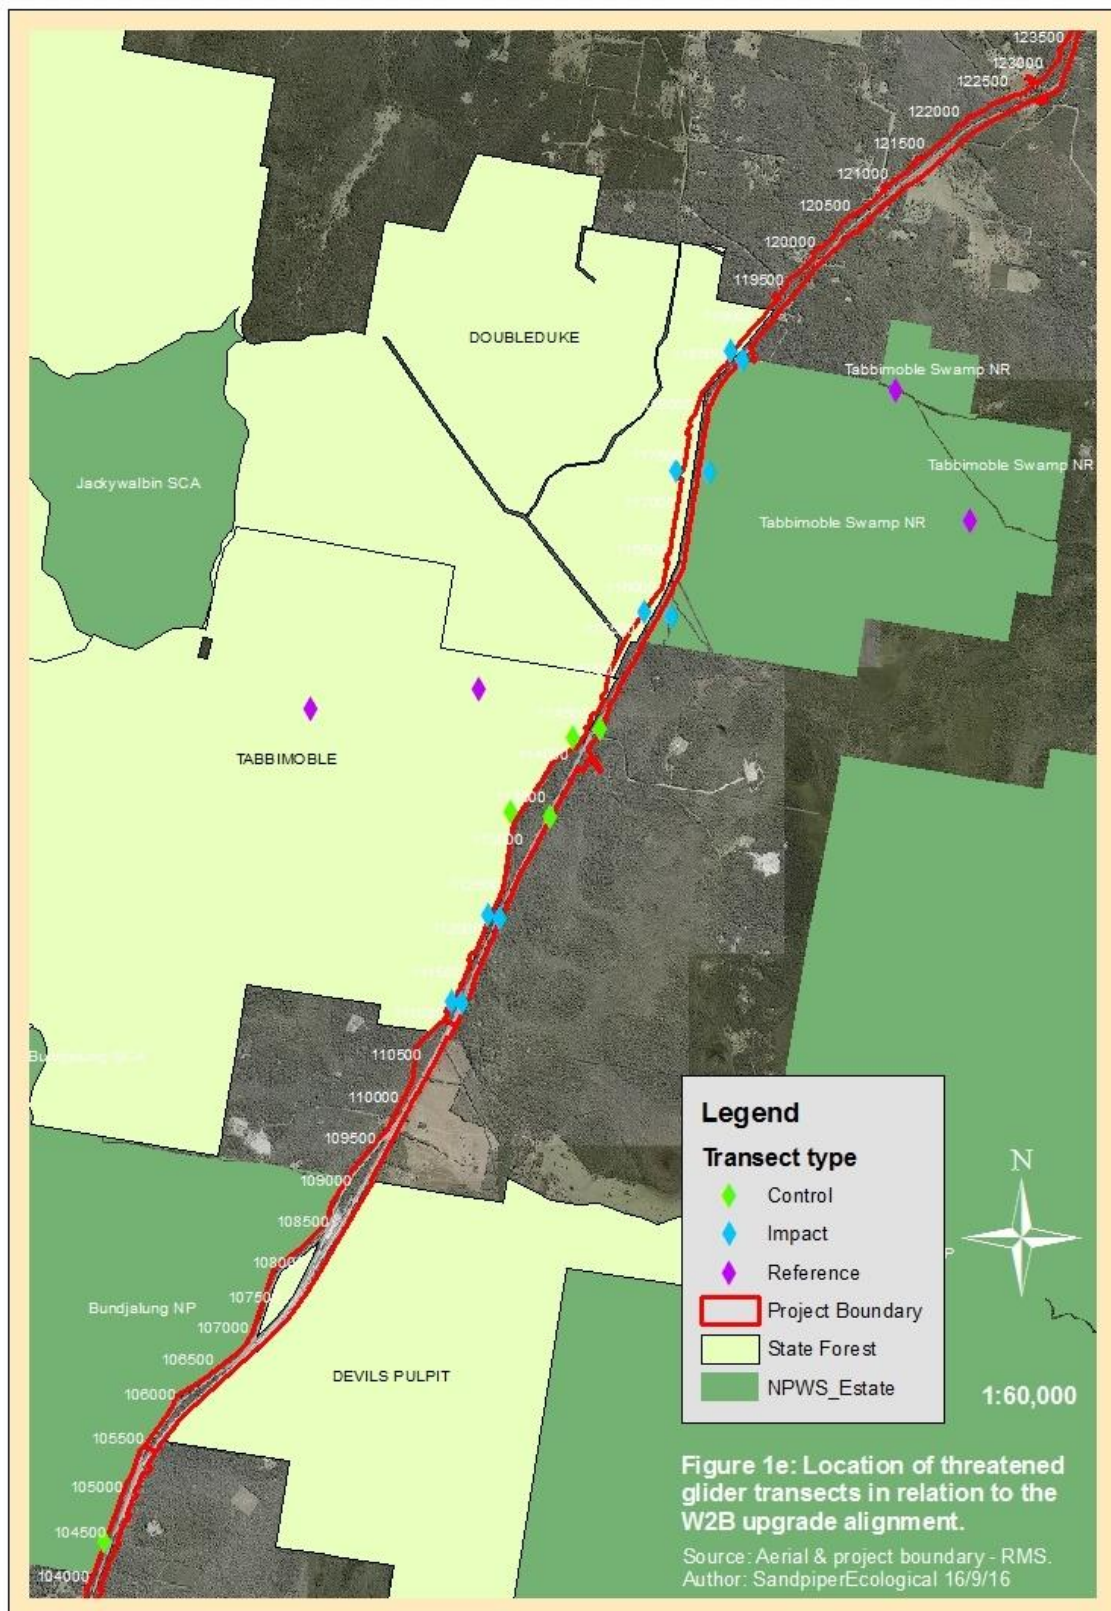 123500
123000
122500
122000
121500
121000
120500
120000
119500
DOUBLEDUKE
Tabbimoble Swamp NR
Jackywalbin SCA
Tabbimoble Swamp NR
Tabbimoble Swamp NR
TABBIMOBLE
110500
110000
109500
109000
108500
108000
10750
107000
Bundjalung NP
106500
106000
DEVILS PULPIT
105500
105000
104500
104000
Legend
Transect type
Control
Impact
Reference
Project Boundary
State Forest
NPWS_Estate
N
P
1:60,000
Figure 1e: Location of threatened
glider transects in relation to the
W2B upgrade alignment.
Source: Aerial & project boundary - RMS.
Author: SandpiperEcological 16/9/16